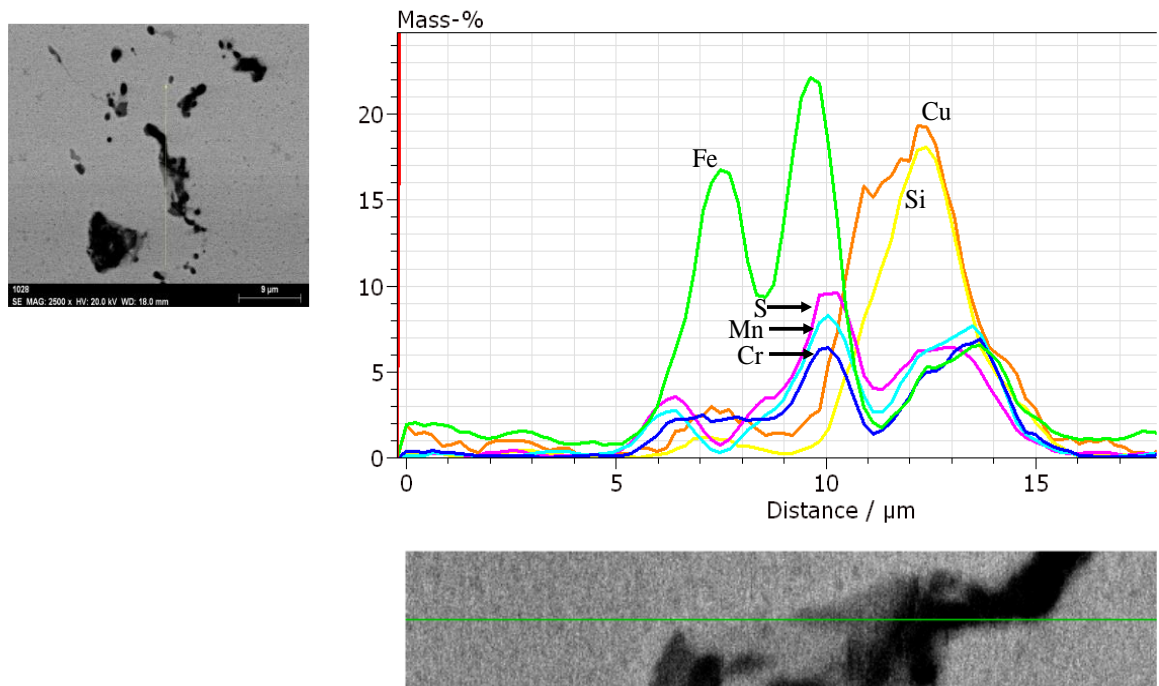 1028
SE MAG: 2500 x HV: 20.0 kV WD: 18.0 mm
9 µm
Mass-%
20
15
10
5
0
Fe
Cu
Si
S
Mn
Cr
0 5 10 15
Distance / µm